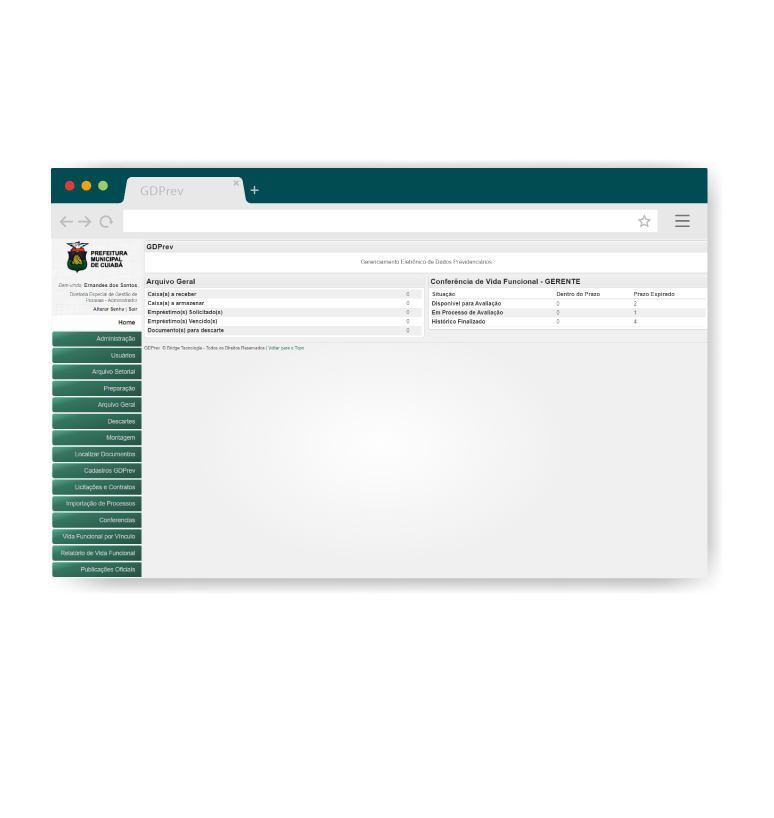 GDPrev
PREFEITURA
MUNICIPAL
DE CUIABÁ
Bem-vindo, Ernandes dos Santos
Diretoria Especial de Gestão de
Pessoas - Administrador
Alterar Senha | Sair
Home
Administração
Usuários
Arquivo Setorial
Preparação
Arquivo Geral
Descartes
Montagem
Localizar Documentos
Cadastros GDPrev
Licitações e Contratos
Importação de Processos
Conferencias
Vida Funcional por Vínculo
Relatório de Vida Funcional
Publicações Oficiais
GDPrev
Gerenciamento Eletrônico de Dados Previdenciários
Arquivo Geral
Caixa(s) a receber 0
Caixa(s) a armazenar 0
Empréstimo(s) Solicitado(s) 0
Empréstimo(s) Vencido(s) 0
Documento(s) para descarte 0
Conferência de Vida Funcional - GERENTE
Situação Dentro do Prazo Prazo Expirado
Disponível para Avaliação 0 2
Em Processo de Avaliação 0 1
Histórico Finalizado 0 4
GDPrev © Bridge Tecnologia - Todos os Direitos Reservados | Voltar para o Topo